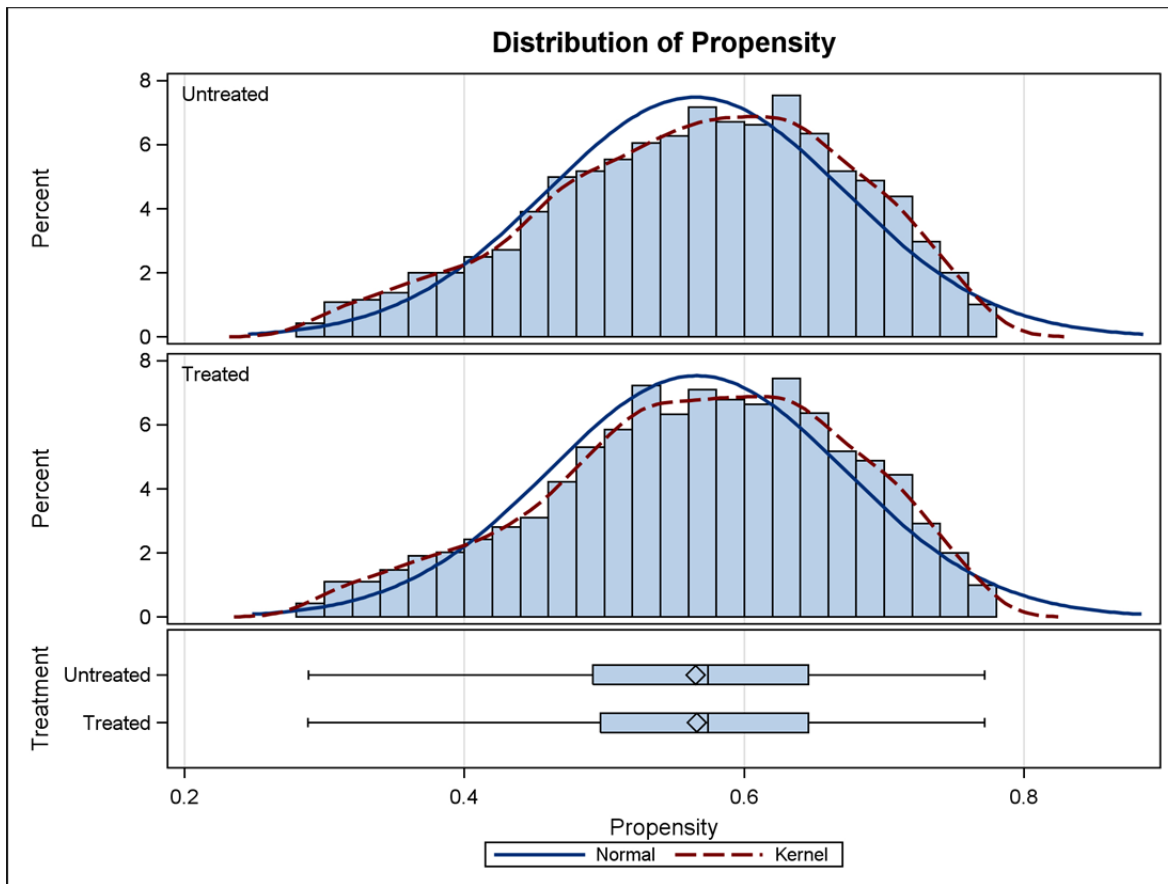 Distribution of Propensity
8
Untreated
6
Percent
4
2
0
8
Treated
6
Percent
4
2
0
Treatment
Untreated
Treated
0.2 0.4 0.6 0.8
Propensity
Normal Kernel